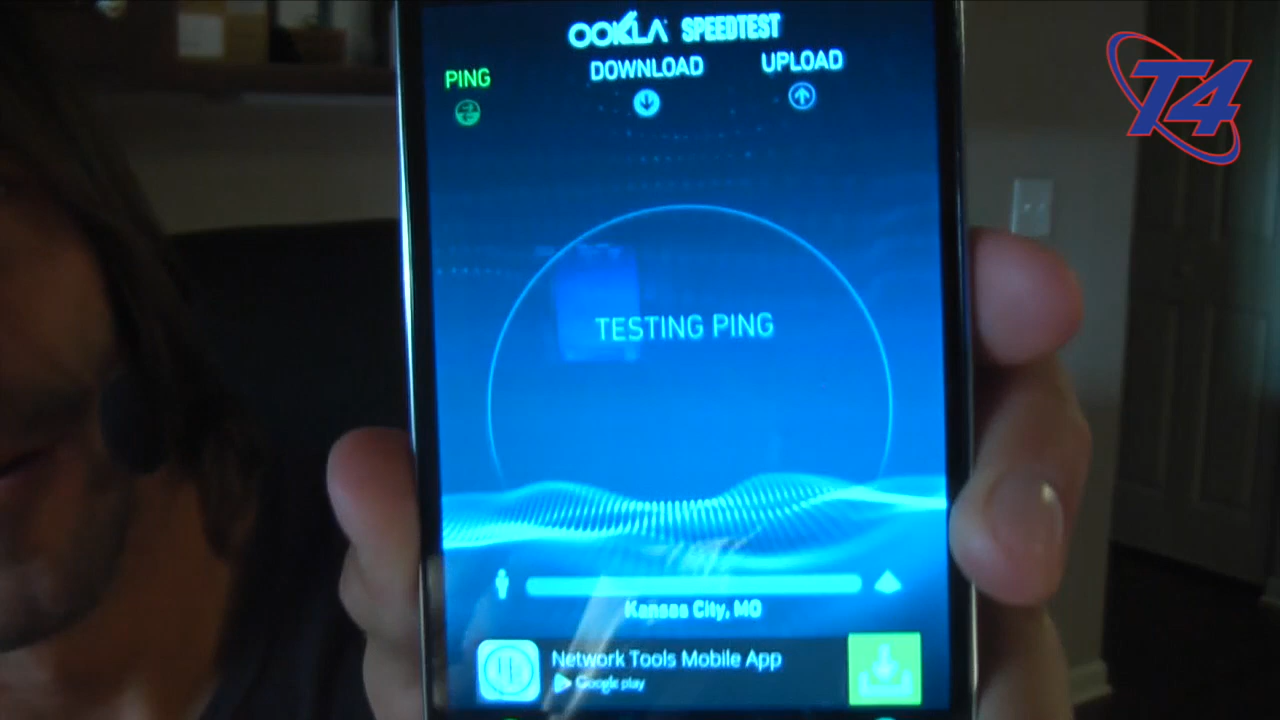 OOKLA SPEEDTEST
PING
DOWNLOAD
UPLOAD
T4
TESTING PING
Kansas City, MO
Network Tools Mobile App
Google play